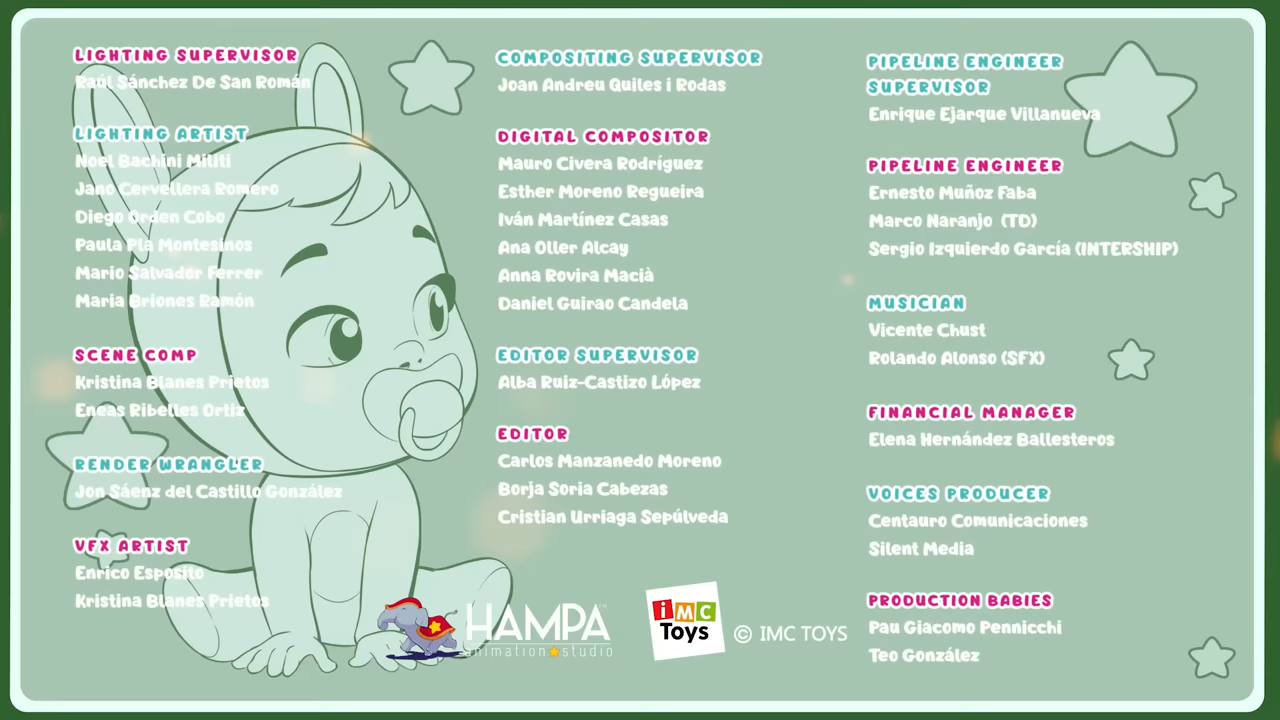 LIGHTING SUPERVISOR
Raúl Sánchez De San Román
LIGHTING ARTIST
Noel Bachini Militi
Jano Cervellera Romero
Diego Orden Cobo
Paula Pla Montesinos
Mario Salvador Ferrer
Maria Briones Ramón
SCENE COMP
Kristina Blanes Prietos
Eneas Ribelles Ortiz
RENDER WRANGLER
Jon Sáenz del Castillo González
VFX ARTIST
Enrico Esposito
Kristina Blanes Prietos
COMPOSITING SUPERVISOR
Joan Andreu Quiles i Rodas
DIGITAL COMPOSITOR
Mauro Civera Rodríguez
Esther Moreno Regueira
Iván Martínez Casas
Ana Oller Alcay
Anna Rovira Macià
Daniel Guirao Candela
EDITOR SUPERVISOR
Alba Ruiz-Castizo López
EDITOR
Carlos Manzanedo Moreno
Borja Soria Cabezas
Cristian Urriaga Sepúlveda
HAMPA™
animation studio
iMC
Toys
© IMC TOYS
PIPELINE ENGINEER
SUPERVISOR
Enrique Ejarque Villanueva
PIPELINE ENGINEER
Ernesto Muñoz Faba
Marco Naranjo (TD)
Sergio Izquierdo García (INTERSHIP)
MUSICIAN
Vicente Chust
Rolando Alonso (SFX)
FINANCIAL MANAGER
Elena Hernández Ballesteros
VOICES PRODUCER
Centauro Comunicaciones
Silent Media
PRODUCTION BABIES
Pau Giacomo Pennicchi
Teo González